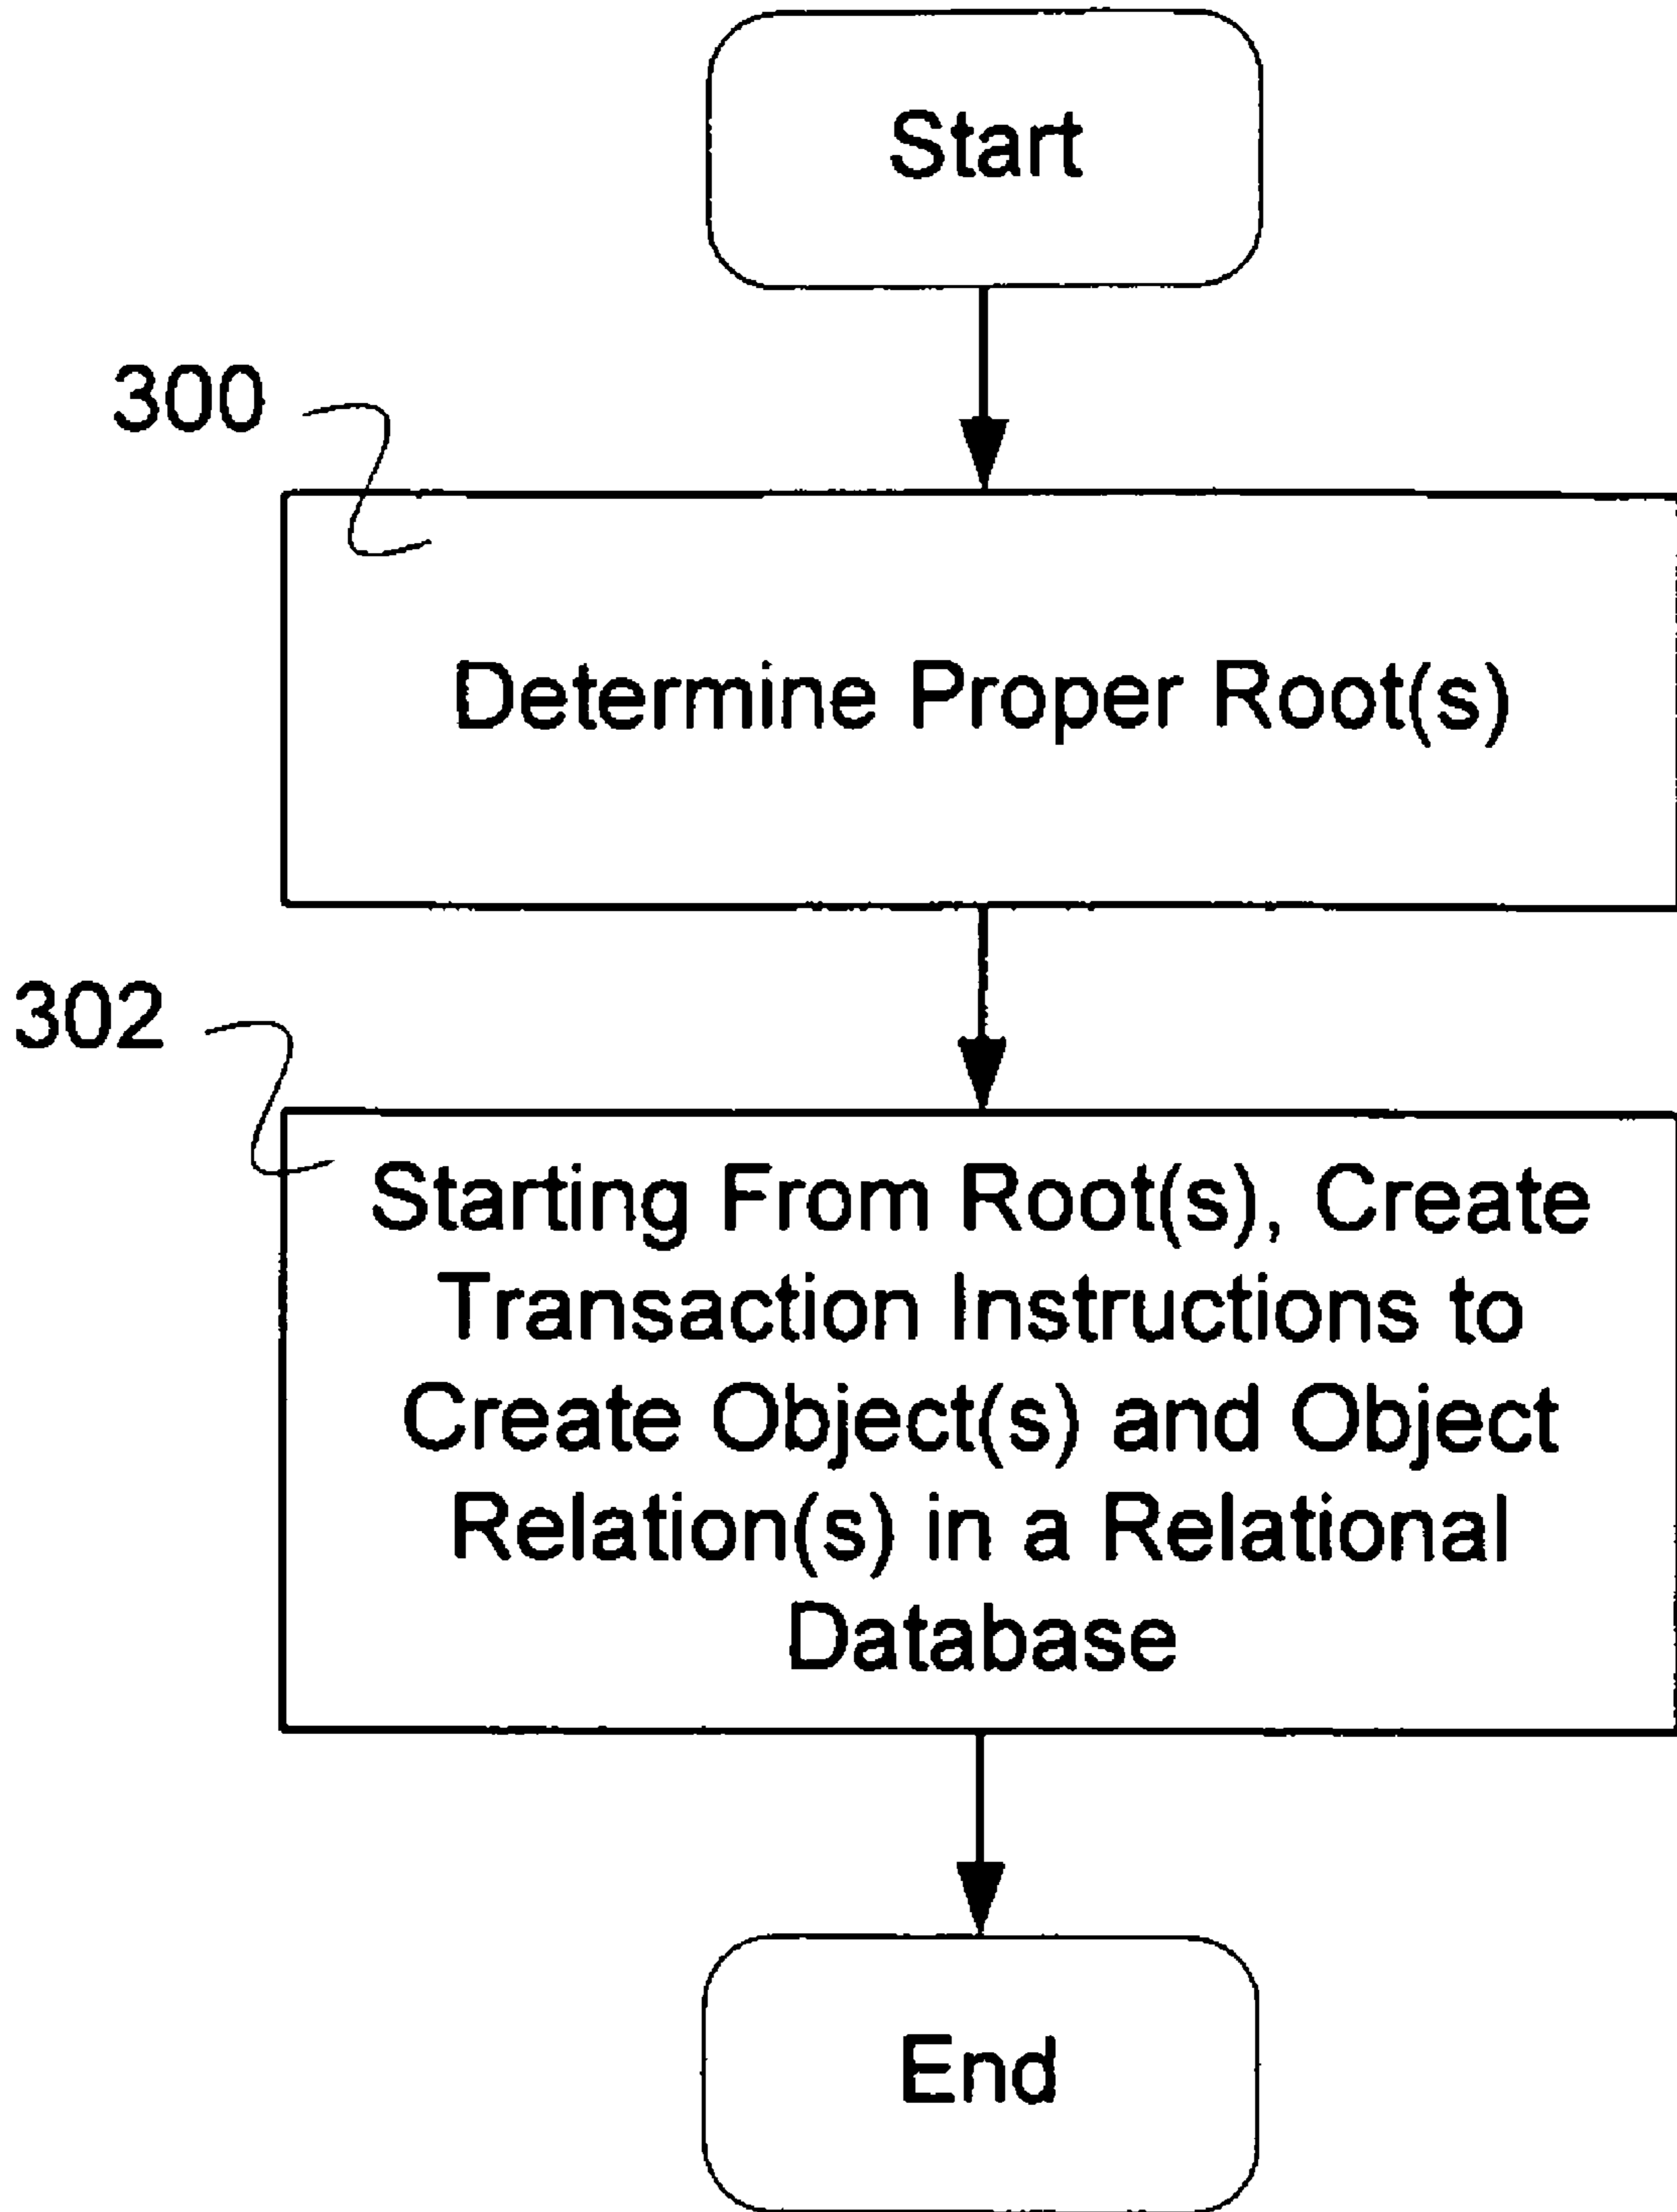 Start
300
Determine Proper Root(s)
302
Starting From Root(s), Create
Transaction Instructions to
Create Object(s) and Object
Relation(s) in a Relational
Database
End